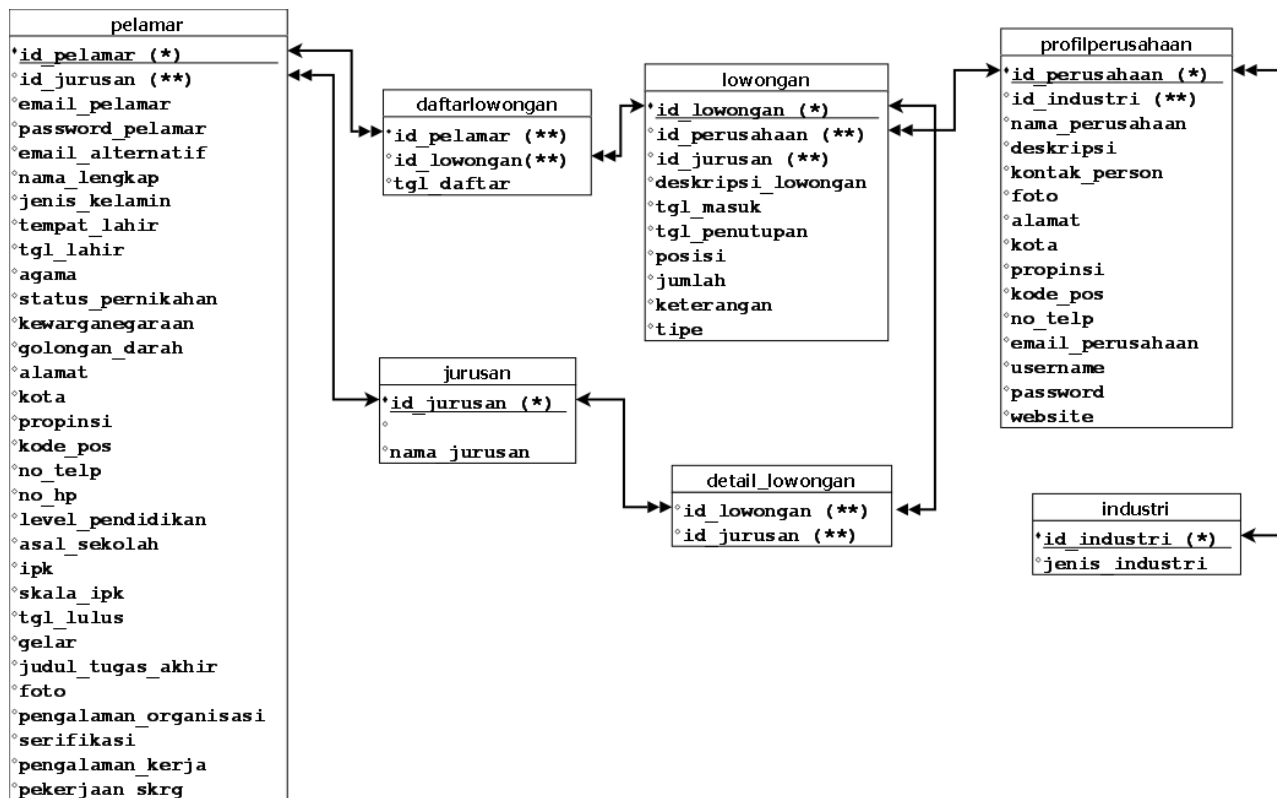 pelamar
id_pelamar (*)
id_jurusan (**)
email_pelamar
password_pelamar
email_alternatif
nama_lengkap
jenis_kelamin
tempat_lahir
tgl_lahir
agama
status_pernikahan
kewarganegaraan
golongan_darah
alamat
kota
propinsi
kode_pos
no_telp
no_hp
level_pendidikan
asal_sekolah
ipk
skala_ipk
tgl_lulus
gelar
judul_tugas_akhir
foto
pengalaman_organisasi
serifikasi
pengalaman_kerja
pekerjaan_skrg
daftarlowongan
id_pelamar (**)
id_lowongan(**)
tgl_daftar
jurusan
id_jurusan (*)
nama_jurusan
lowongan
id_lowongan (*)
id_perusahaan (**)
id_jurusan (**)
deskripsi_lowongan
tgl_masuk
tgl_penutupan
posisi
jumlah
keterangan
tipe
detail_lowongan
id_lowongan (**)
id_jurusan (**)
profilperusahaan
id_perusahaan (*)
id_industri (**)
nama_perusahaan
deskripsi
kontak_person
foto
alamat
kota
propinsi
kode_pos
no_telp
email_perusahaan
username
password
website
industri
id_industri (*)
jenis_industri